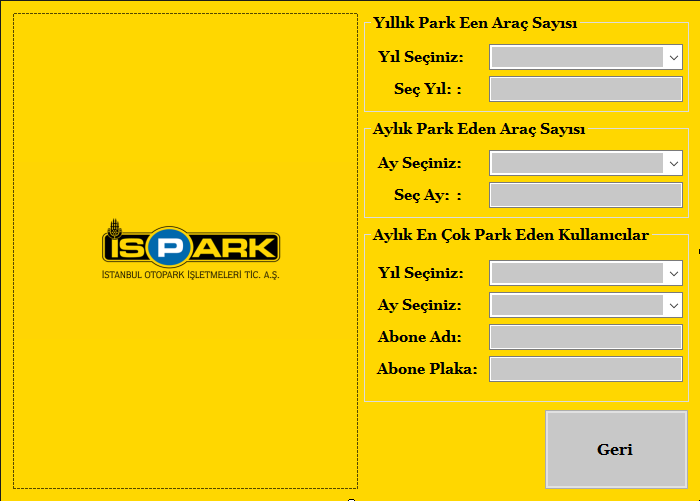 İSPARK
İSTANBUL OTOPARK İŞLETMELERİ TİC. A.Ş.
Yıllık Park Een Araç Sayısı
Yıl Seçiniz:
Seç Yıl: :
Aylık Park Eden Araç Sayısı
Ay Seçiniz:
Seç Ay: :
Aylık En Çok Park Eden Kullanıcılar
Yıl Seçiniz:
Ay Seçiniz:
Abone Adı:
Abone Plaka:
Geri